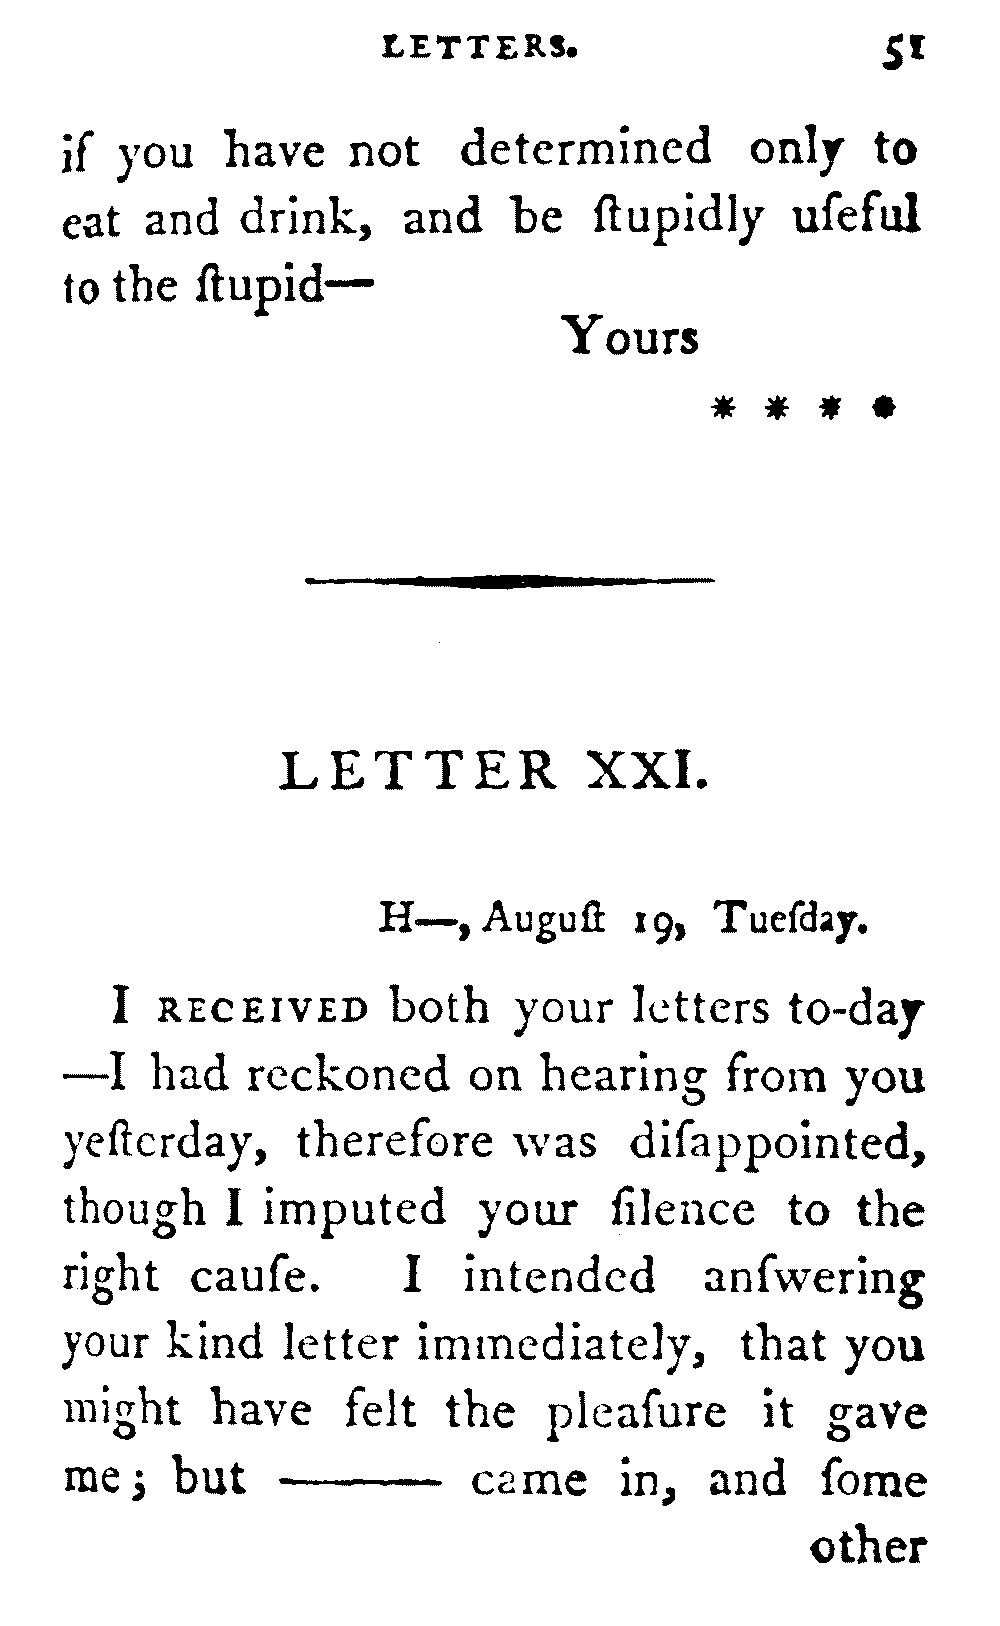 LETTERS. 51
if you have not determined only to
eat and drink, and be ſtupidly uſeful
to the ſtupid—
Yours
* * * *
LETTER XXI.
H—, Auguſt 19, Tueſday.
I RECEIVED both your letters to-day
—I had reckoned on hearing from you
yeſterday, therefore was diſappointed,
though I imputed your ſilence to the
right cauſe. I intended anſwering
your kind letter immediately, that you
might have felt the pleaſure it gave
me; but ——— came in, and ſome
other